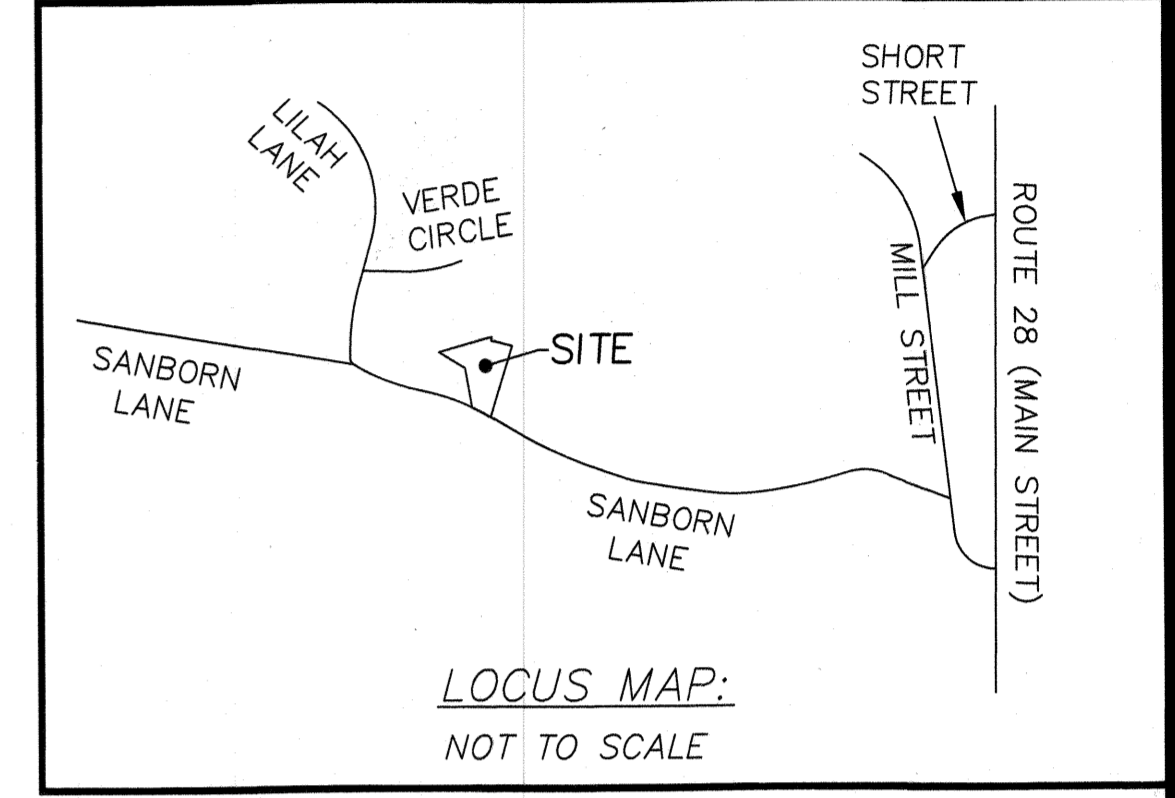 SHORT
STREET
LILAH
LANE
VERDE
CIRCLE
ROUTE 28 (MAIN STREET)
MILL STREET
SITE
SANBORN
LANE
SANBORN
LANE
LOCUS MAP:
NOT TO SCALE